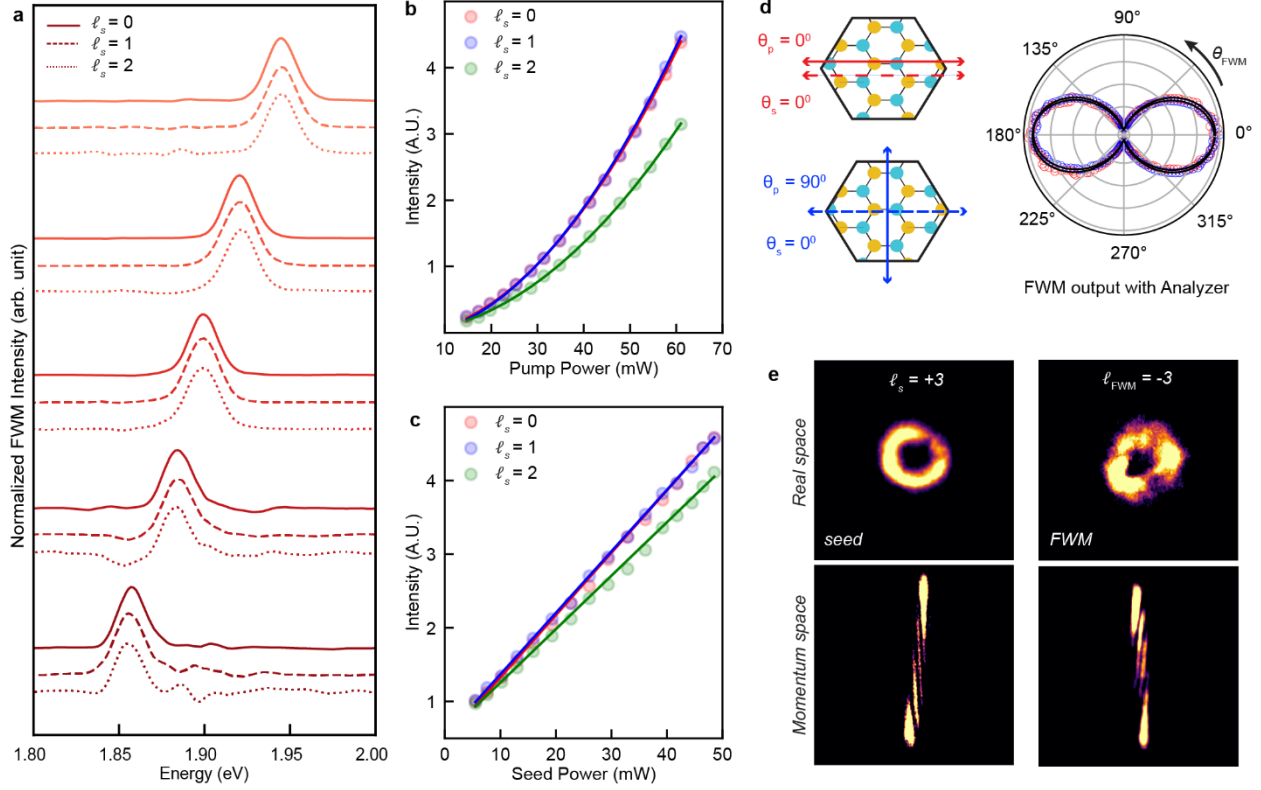 a
ℓs = 0
ℓs = 1
ℓs = 2
Normalized FWM Intensity (arb. unit)
1.80 1.85 1.90 1.95 2.00
Energy (eV)
b
ℓs = 0
ℓs = 1
ℓs = 2
Intensity (A.U.)
4
3
2
1
10 20 30 40 50 60 70
Pump Power (mW)
c
ℓs = 0
ℓs = 1
ℓs = 2
Intensity (A.U.)
5
4
3
2
1
0 10 20 30 40 50
Seed Power (mW)
d
θp = 0⁰
θs = 0⁰
θp = 90⁰
θs = 0⁰
90°
135°
θFWM
180°
0°
225°
315°
270°
FWM output with Analyzer
e
ℓs = +3
ℓFWM = -3
Real space
seed
FWM
Momentum space